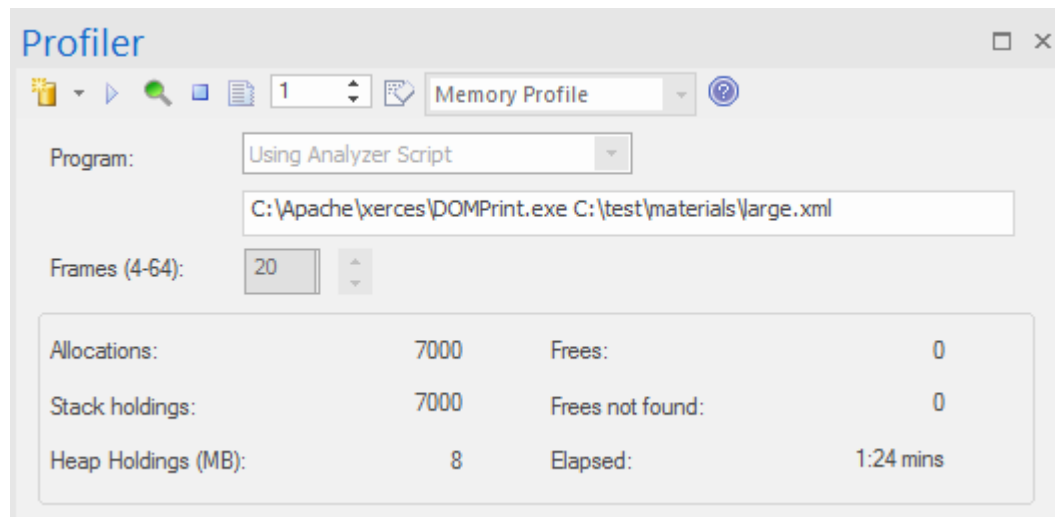 Profiler
1 Memory Profile
Program: Using Analyzer Script
C:\Apache\xerces\DOMPrint.exe C:\test\materials\large.xml
Frames (4-64): 20
Allocations: 7000 Frees: 0
Stack holdings: 7000 Frees not found: 0
Heap Holdings (MB): 8 Elapsed: 1:24 mins